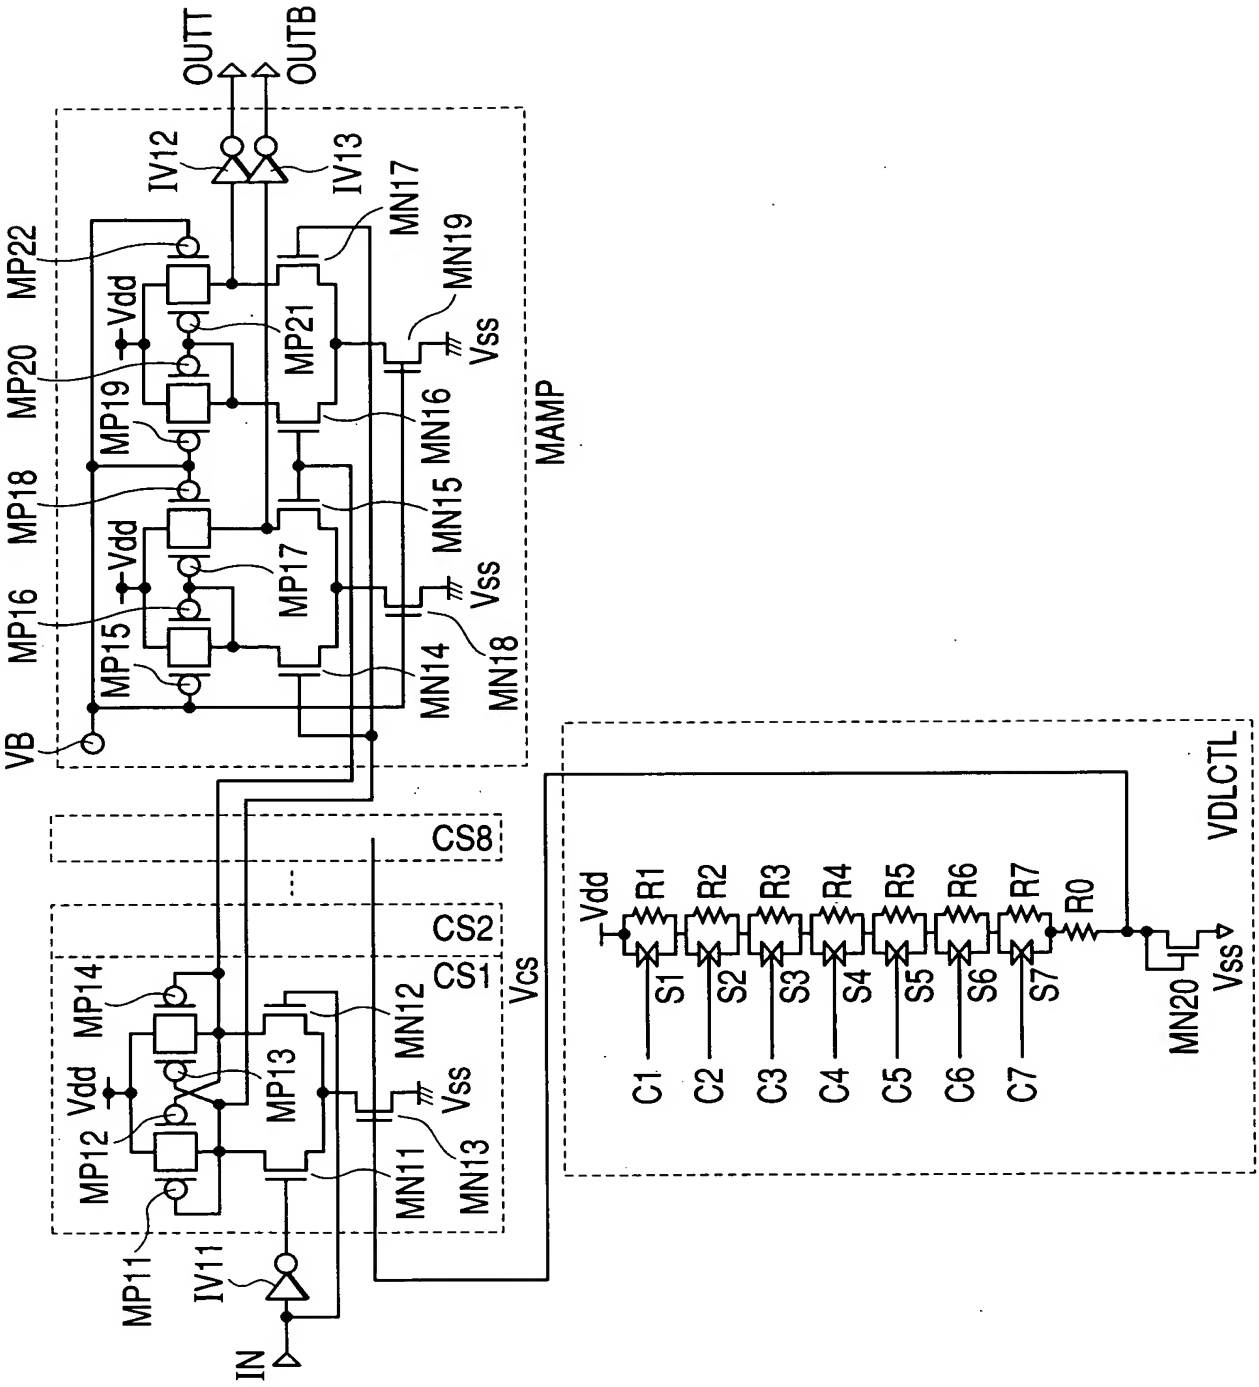 OUTT
OUTB
IV12
IV13
MP22
MN17
Vdd
MN19
MP20
MP21
Vss
MP19
MN16
MAMP
MP18
MN15
Vdd
MP16
MP17
Vss
MP15
MN14
MN18
VB
CS8
VDLCTL
CS2
CS1
MP14
MN12
Vcs
Vdd
MP13
Vss
MP12
MN11
MN13
MP11
IV11
IN
Vdd
R1
R2
R3
R4
R5
R6
R7
R0
S1
S2
S3
S4
S5
S6
S7
Vss
MN20
C1
C2
C3
C4
C5
C6
C7